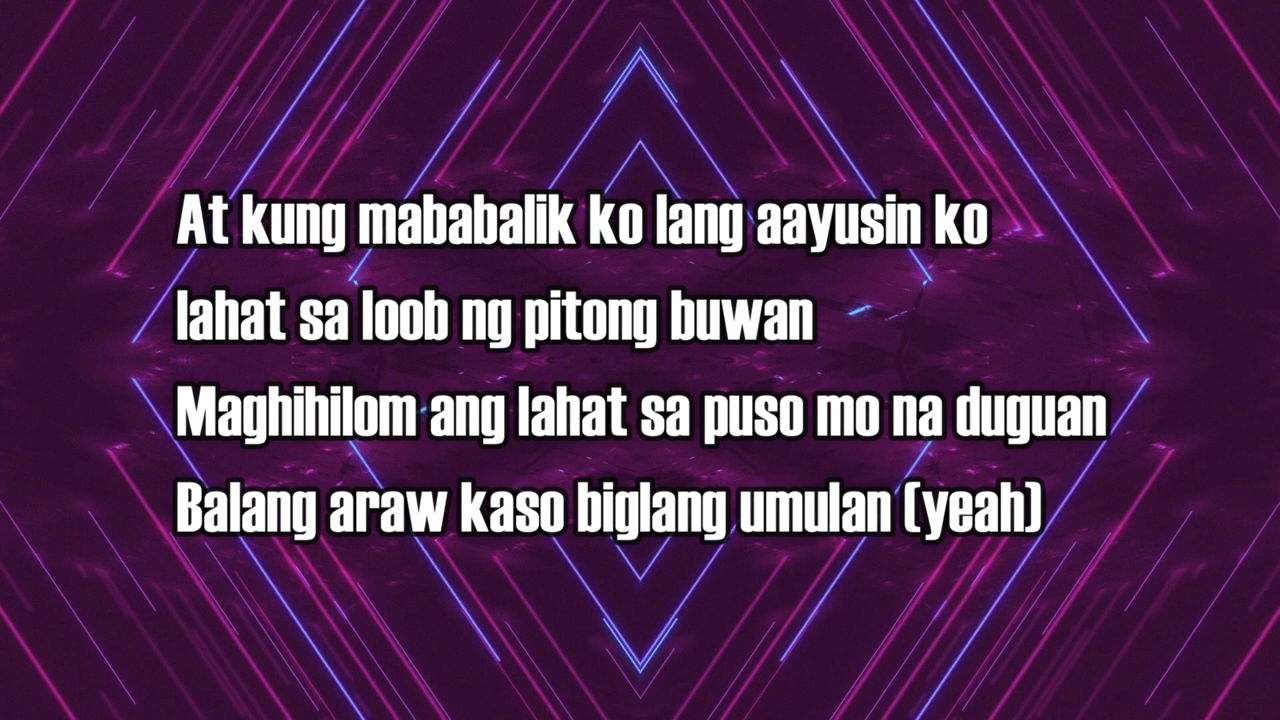 At kung mababalik ko lang aayusin ko
lahat sa loob ng pitong buwan
Maghihilom ang lahat sa puso mo na duguan
Balang araw kaso biglang umulan (yeah)